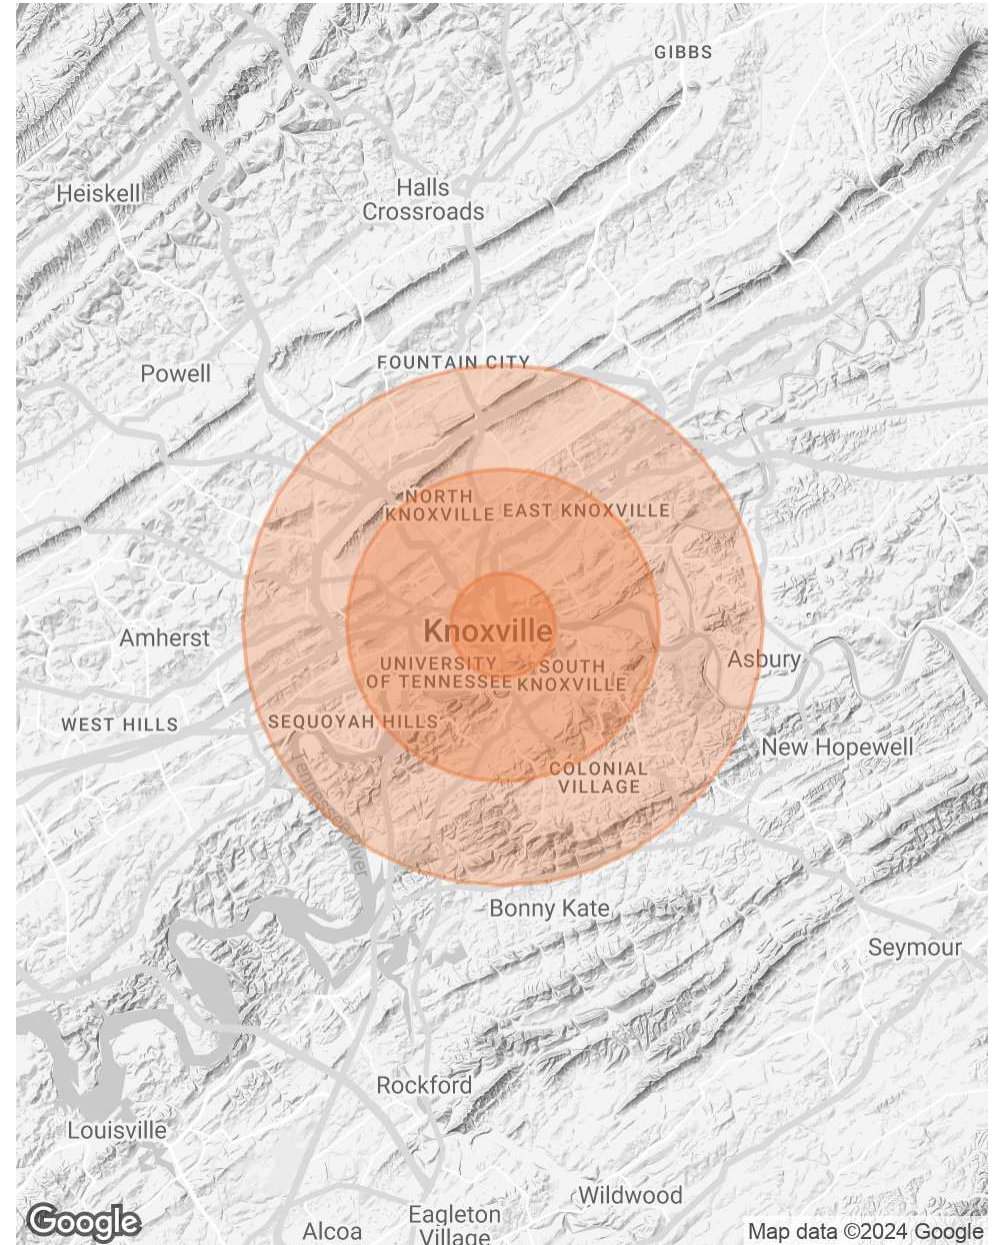 GIBBS
Heiskell
Halls
Crossroads
FOUNTAIN CITY
Powell
NORTH
KNOXVILLE
EAST KNOXVILLE
Knoxville
Amherst
UNIVERSITY
OF TENNESSEE
SOUTH
KNOXVILLE
Asbury
WEST HILLS
SEQUOYAH HILLS
New Hopewell
COLONIAL
VILLAGE
Tennessee River
Bonny Kate
Seymour
Rockford
Louisville
Wildwood
Eagleton
Village
Alcoa
Google
Map data ©2024 Google